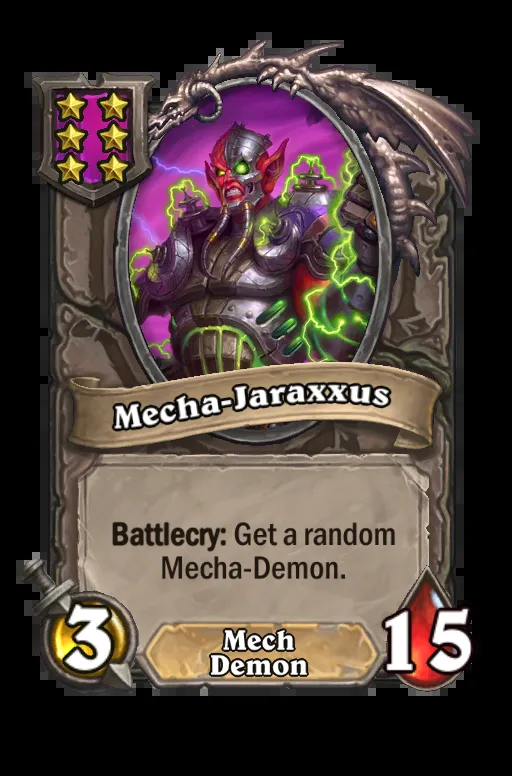 Mecha-Jaraxxus
Battlecry: Get a random
Mecha-Demon.
3
Mech
Demon
15